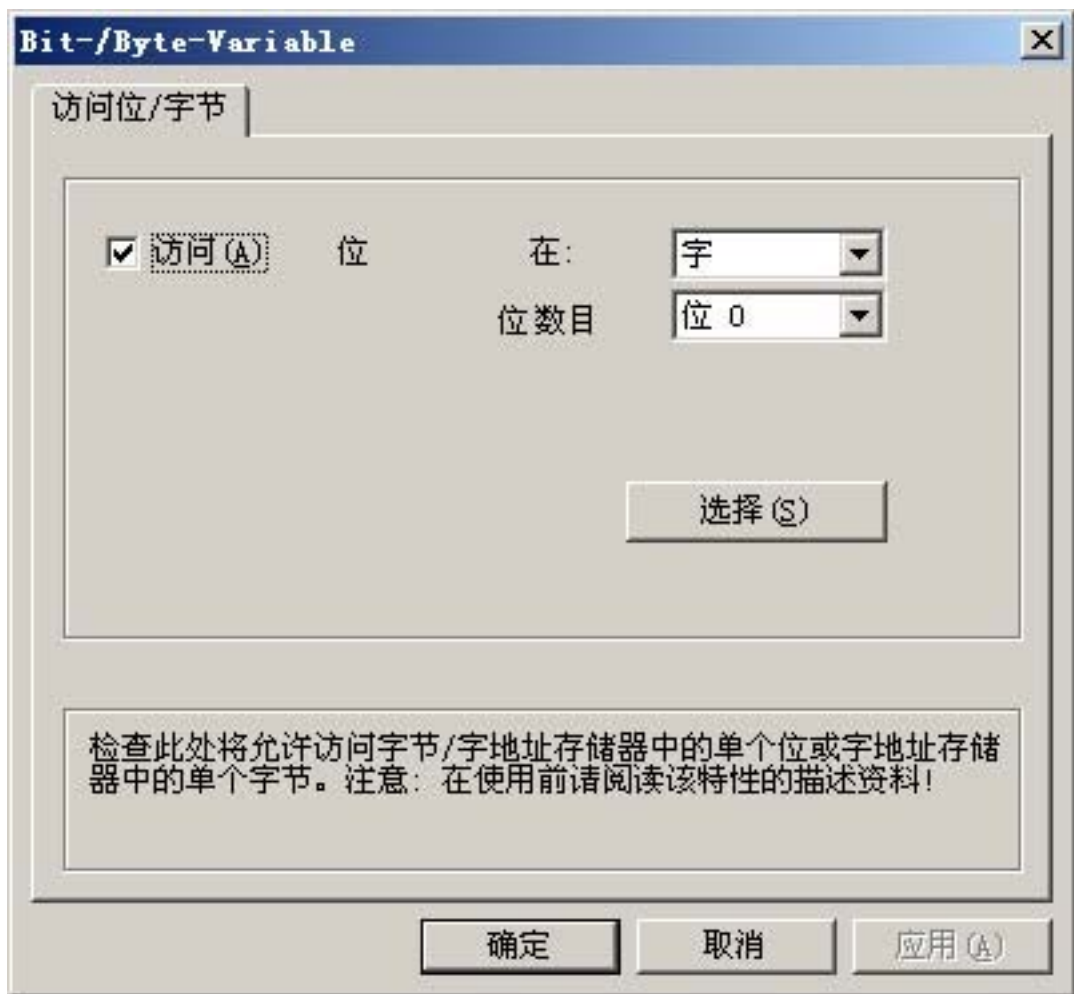 Bit-/Byte-Variable
访问位/字节
访问(A) 位 在: 字
位数目 位 0
选择(S)
检查此处将允许访问字节/字地址存储器中的单个位或字地址存储
器中的单个字节。注意: 在使用前请阅读该特性的描述资料!
确定 取消 应用(A)